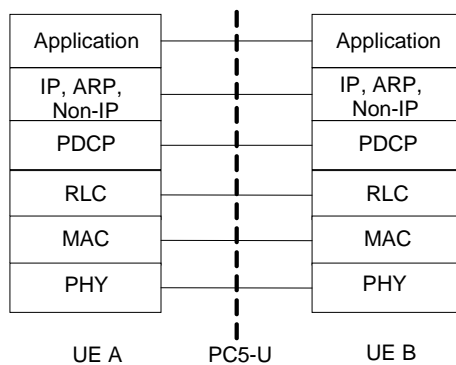 Application
IP, ARP,
Non-IP
PDCP
RLC
MAC
PHY
Application
IP, ARP,
Non-IP
PDCP
RLC
MAC
PHY
UE A
PC5-U
UE B